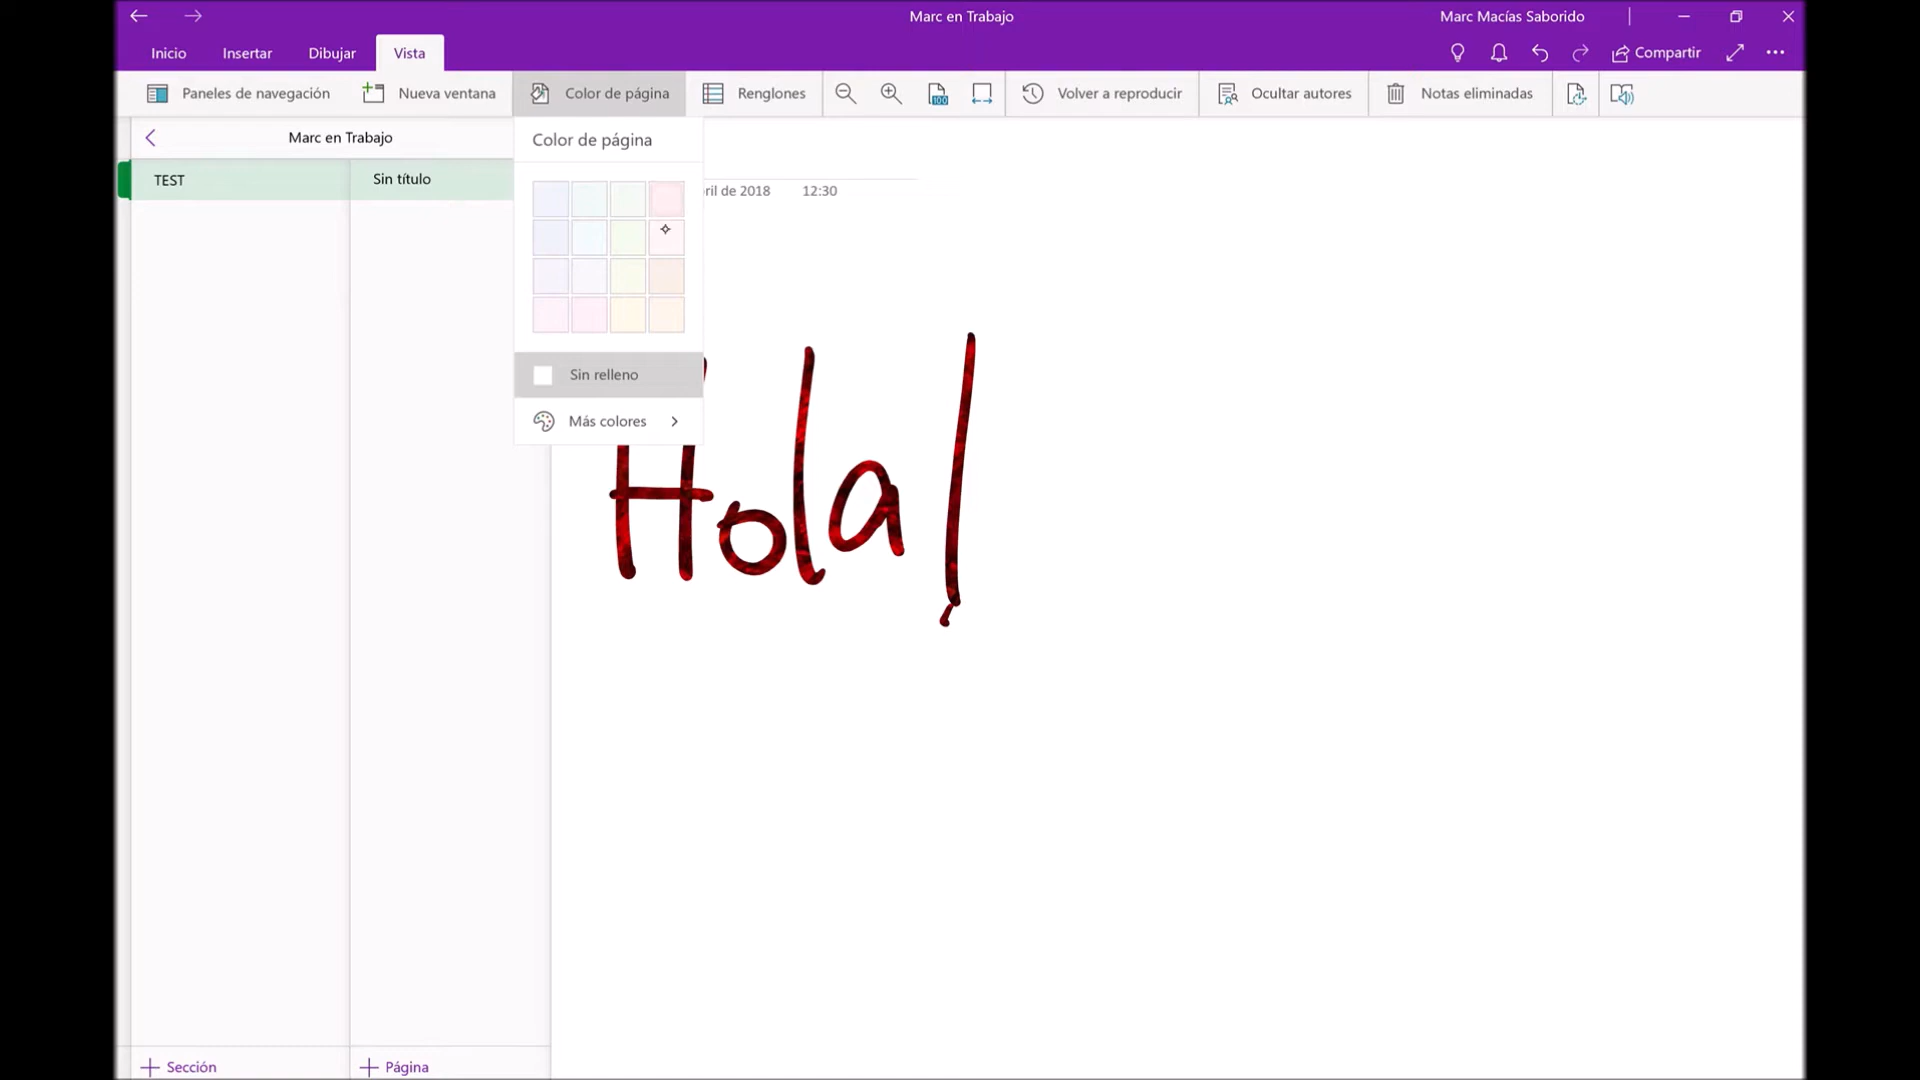 Marc en Trabajo
Marc Macías Saborido
Inicio
Insertar
Dibujar
Vista
Compartir
Paneles de navegación
Nueva ventana
Color de página
Renglones
100
Volver a reproducir
Ocultar autores
Notas eliminadas
Marc en Trabajo
Color de página
TEST
Sin título
ril de 2018
12:30
Sin relleno
Más colores
Hola
Sección
Página